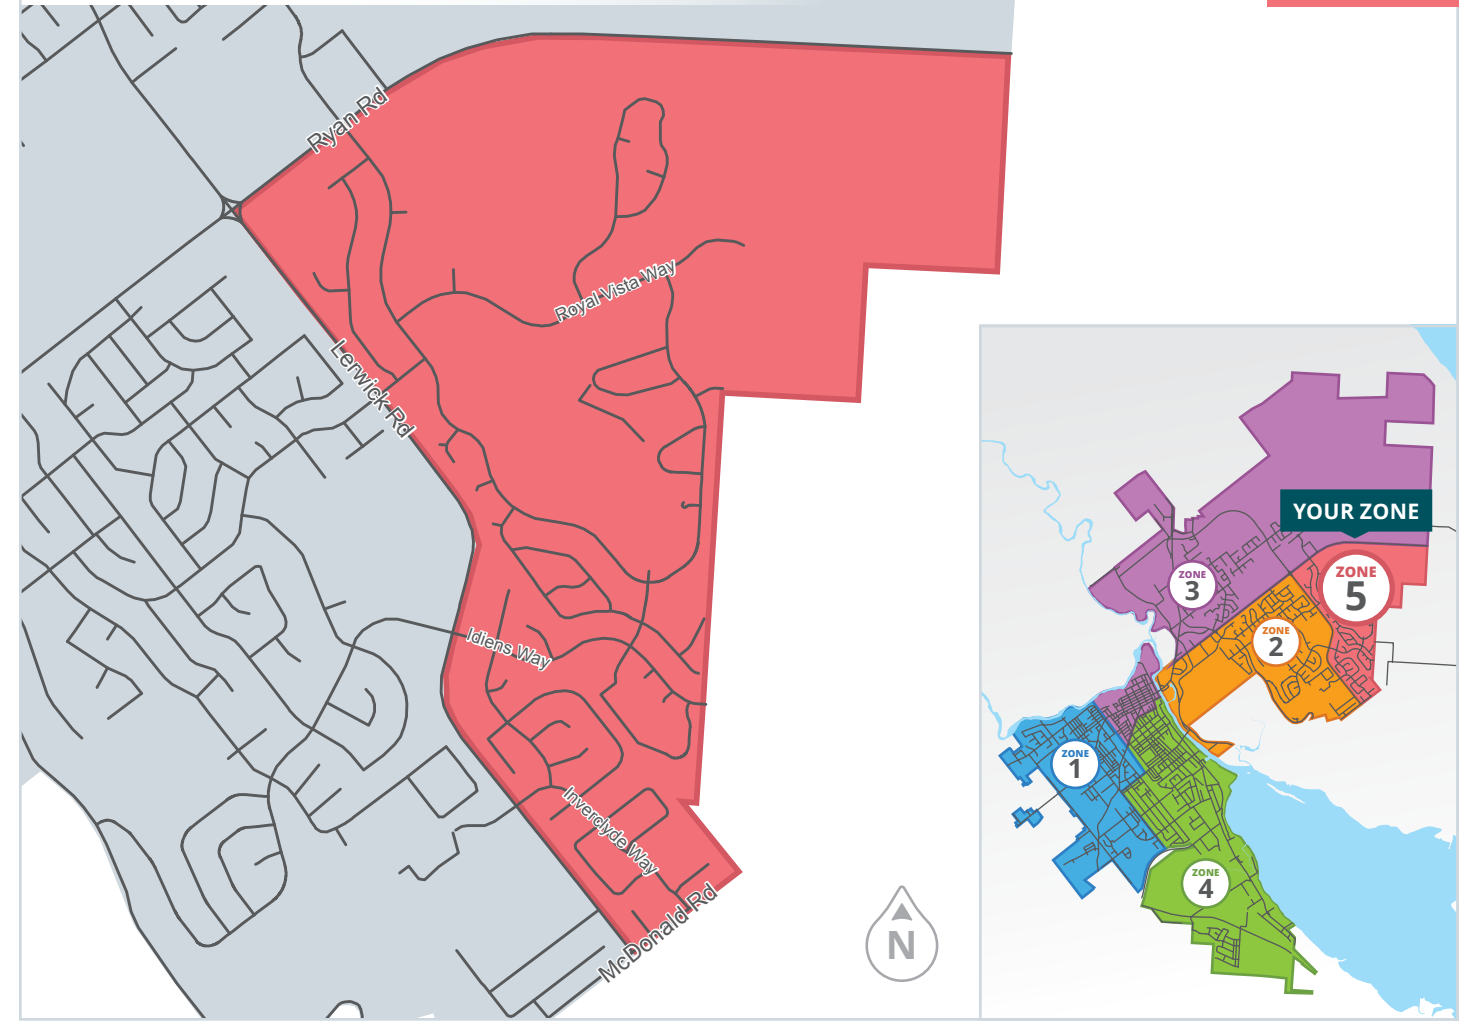 Ryan Rd
Royal Vista Way
Lerwick Rd
Idiens Way
Inverclyde Way
McDonald Rd
N
YOUR ZONE
ZONE
5
ZONE
3
ZONE
2
ZONE
1
ZONE
4